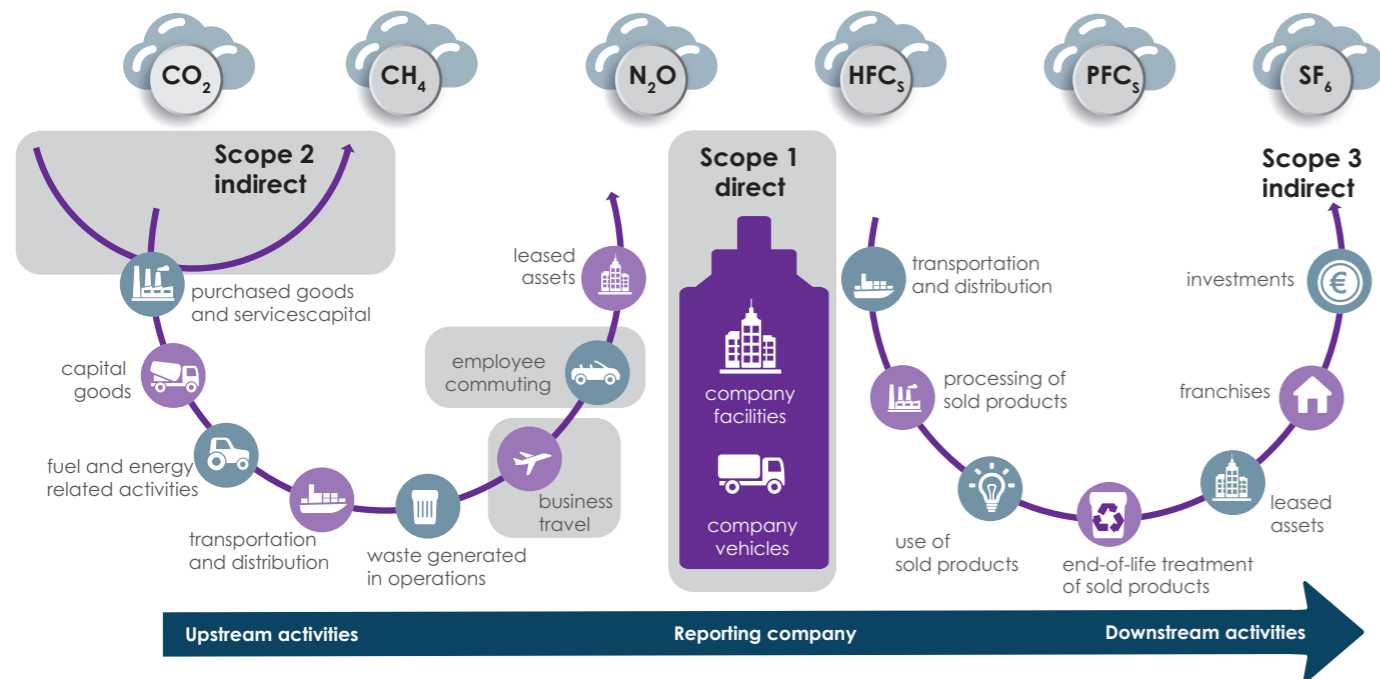 CO₂
CH₄
N₂O
HFCₛ
PFCₛ
SF₆
Scope 2
indirect
purchased goods
and servicescapital
capital
goods
fuel and energy
related activities
transportation
and distribution
waste generated
in operations
business
travel
employee
commuting
leased
assets
Scope 1
direct
company
facilities
company
vehicles
Scope 3
indirect
transportation
and distribution
processing of
sold products
use of
sold products
end-of-life treatment
of sold products
leased
assets
franchises
investments
€
Upstream activities
Reporting company
Downstream activities